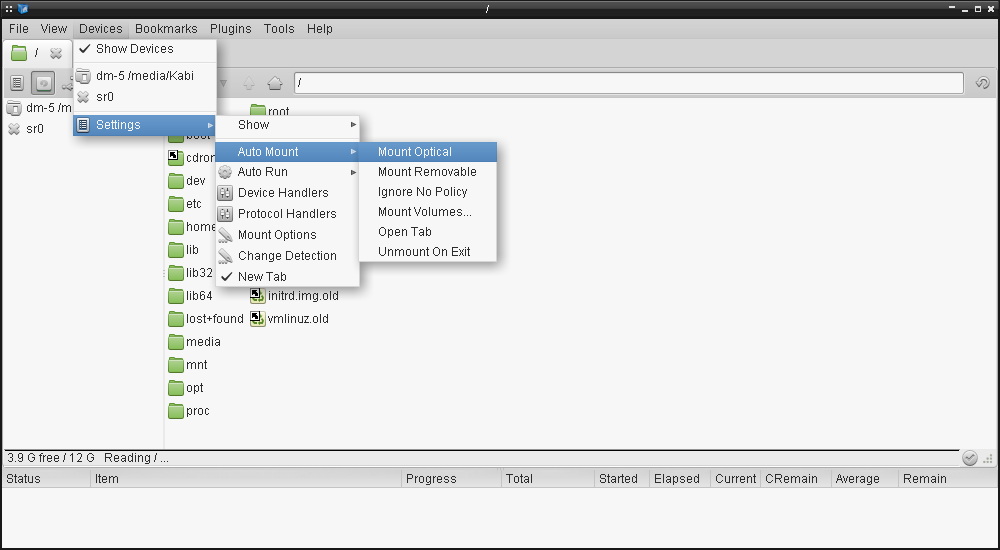 /
File View Devices Bookmarks Plugins Tools Help
/
Show Devices
dm-5 /media/Kabi
sr0
Settings
/
dm-5 /m
sr0
root
boot
cdrom
dev
etc
home
lib
lib32
lib64
lost+found
media
mnt
opt
proc
initrd.img.old
vmlinuz.old
Show
Auto Mount
Auto Run
Device Handlers
Protocol Handlers
Mount Options
Change Detection
New Tab
Mount Optical
Mount Removable
Ignore No Policy
Mount Volumes...
Open Tab
Unmount On Exit
3.9 G free / 12 G Reading / ...
Status Item Progress Total Started Elapsed Current CRemain Average Remain